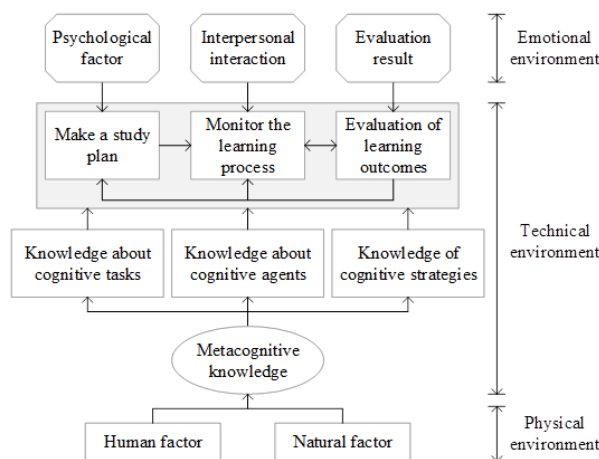 Psychological
factor
Interpersonal
interaction
Evaluation
result
Emotional
environment
Make a study
plan
Monitor the
learning
process
Evaluation of
learning
outcomes
Technical
environment
Knowledge about
cognitive tasks
Knowledge about
cognitive agents
Knowledge of
cognitive strategies
Metacognitive
knowledge
Human factor
Natural factor
Physical
environment